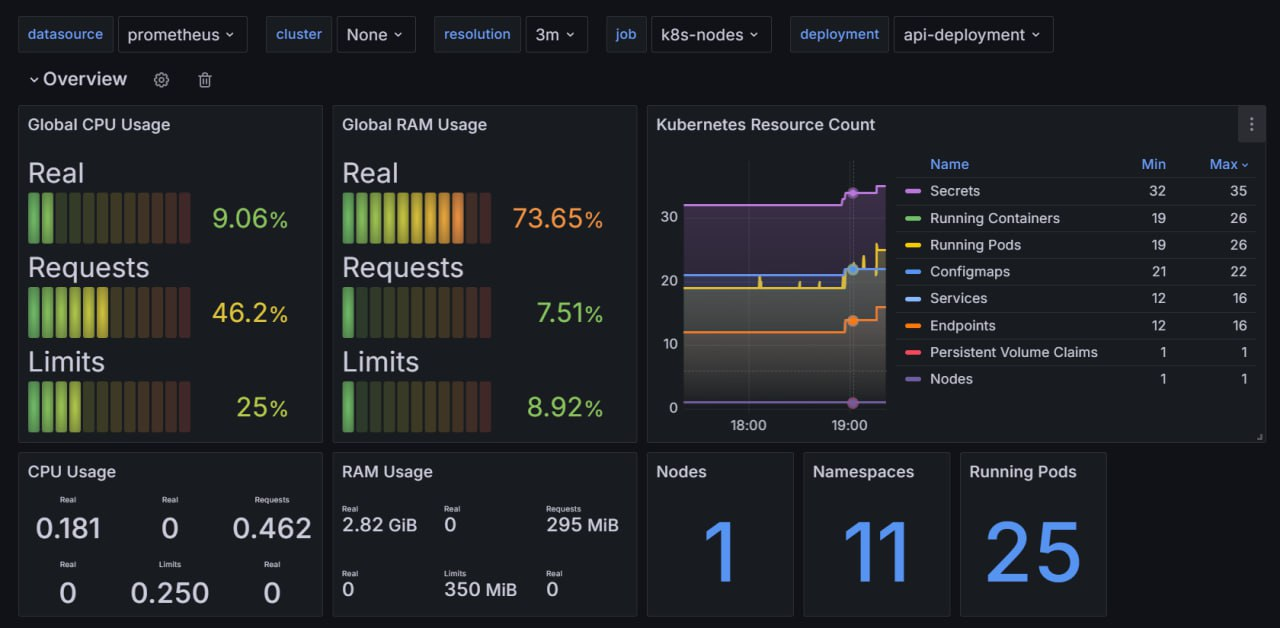 datasource prometheus cluster None resolution 3m job k8s-nodes deployment api-deployment
Overview
Global CPU Usage
Real
9.06%
Requests
46.2%
Limits
25%
Global RAM Usage
Real
73.65%
Requests
7.51%
Limits
8.92%
Kubernetes Resource Count
30
20
10
0
18:00 19:00
Name Min Max
Secrets 32 35
Running Containers 19 26
Running Pods 19 26
Configmaps 21 22
Services 12 16
Endpoints 12 16
Persistent Volume Claims 1 1
Nodes 1 1
CPU Usage
Real Real Requests
0.181 0 0.462
Real Limits Real
0 0.250 0
RAM Usage
Real Real Requests
2.82 GiB 0 295 MiB
Real Limits Real
0 350 MiB 0
Nodes
1
Namespaces
11
Running Pods
25